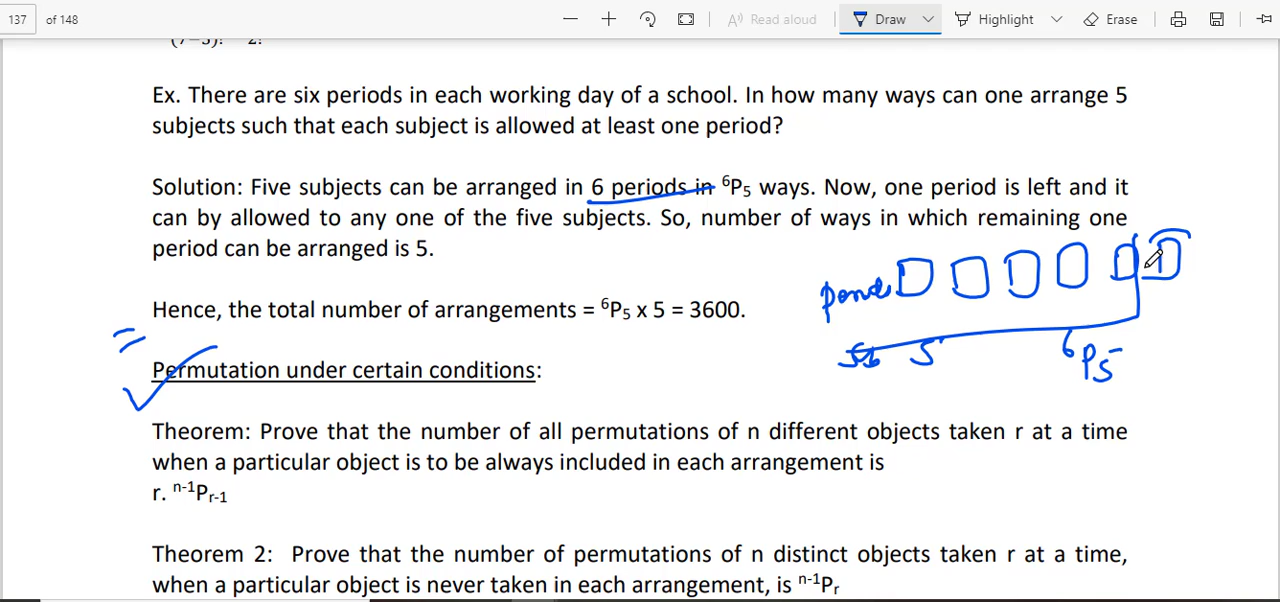 137 of 148 Read aloud Draw Highlight Erase
Ex. There are six periods in each working day of a school. In how many ways can one arrange 5
subjects such that each subject is allowed at least one period?
Solution: Five subjects can be arranged in 6 periods in ⁶P₅ ways. Now, one period is left and it
can by allowed to any one of the five subjects. So, number of ways in which remaining one
period can be arranged is 5.
Hence, the total number of arrangements = ⁶P₅ x 5 = 3600.
5 ⁶P₅
Permutation under certain conditions:
Theorem: Prove that the number of all permutations of n different objects taken r at a time
when a particular object is to be always included in each arrangement is
r. ⁿ⁻¹Pᵣ₋₁
Theorem 2: Prove that the number of permutations of n distinct objects taken r at a time,
when a particular object is never taken in each arrangement, is ⁿ⁻¹Pᵣ